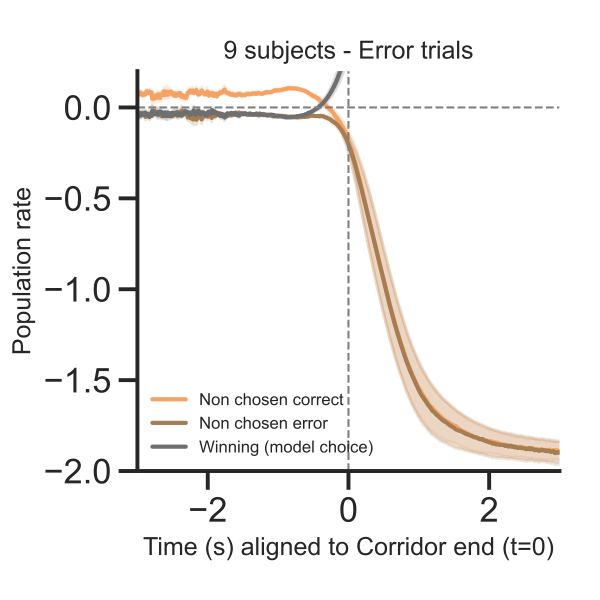 9 subjects - Error trials
Population rate
0.0
−0.5
−1.0
−1.5
−2.0
Non chosen correct
Non chosen error
Winning (model choice)
−2 0 2
Time (s) aligned to Corridor end (t=0)